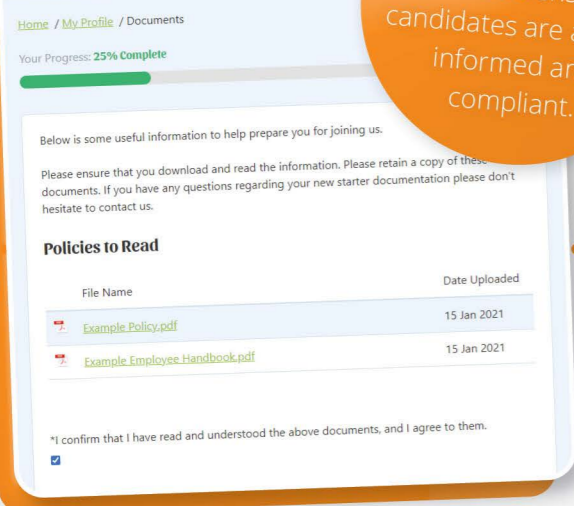 Home / My Profile / Documents
Your Progress: 25% Complete
candidates are
informed
compliant.
Below is some useful information to help prepare you for joining us.
Please ensure that you download and read the information. Please retain a copy of these
documents. If you have any questions regarding your new starter documentation please don't
hesitate to contact us.
Policies to Read
File Name Date Uploaded
Example Policy.pdf 15 Jan 2021
Example Employee Handbook.pdf 15 Jan 2021
*I confirm that I have read and understood the above documents, and I agree to them.